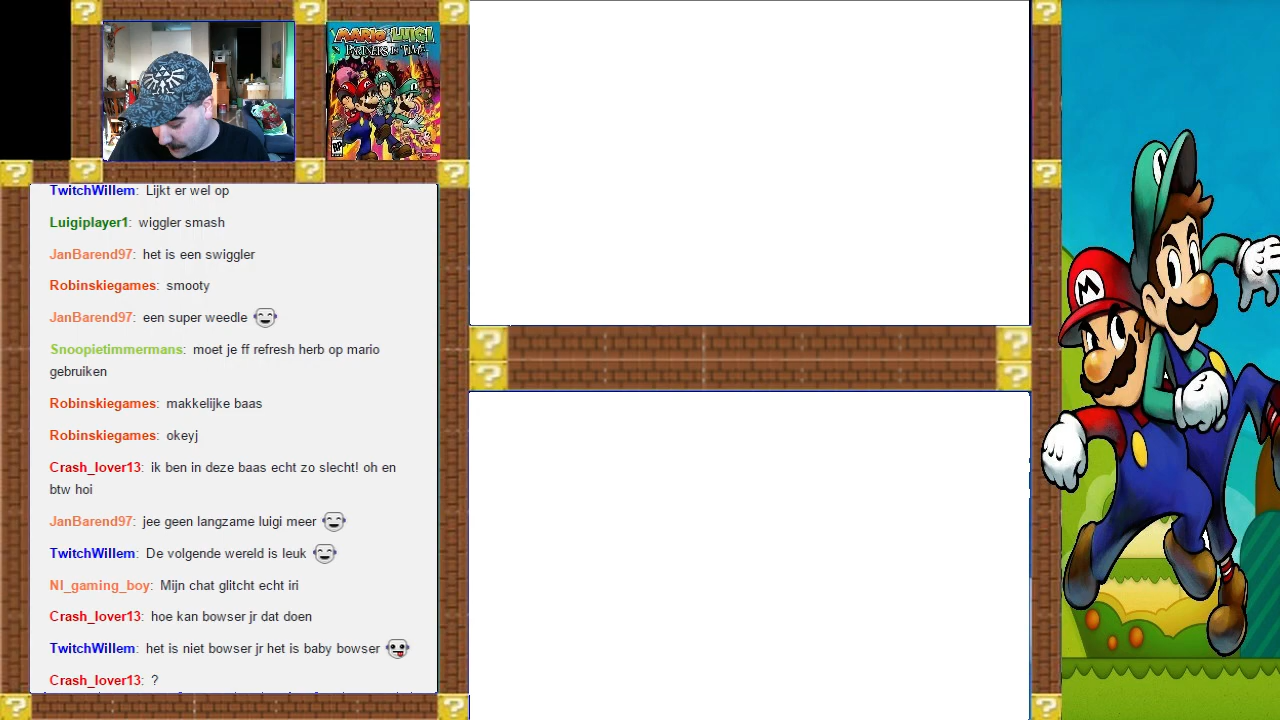 MARIO & LUIGI
PARTNERS IN TIME
RP
TwitchWillem: Lijkt er wel op
Luigiplayer1: wiggler smash
JanBarend97: het is een swiggler
Robinskiegames: smooty
JanBarend97: een super weedle
Snoopietimmermans: moet je ff refresh herb op mario
gebruiken
Robinskiegames: makkelijke baas
Robinskiegames: okeyj
Crash_lover13: ik ben in deze baas echt zo slecht! oh en
btw hoi
JanBarend97: jee geen langzame luigi meer
TwitchWillem: De volgende wereld is leuk
Nl_gaming_boy: Mijn chat glitcht echt iri
Crash_lover13: hoe kan bowser jr dat doen
TwitchWillem: het is niet bowser jr het is baby bowser
Crash_lover13: ?
M
L